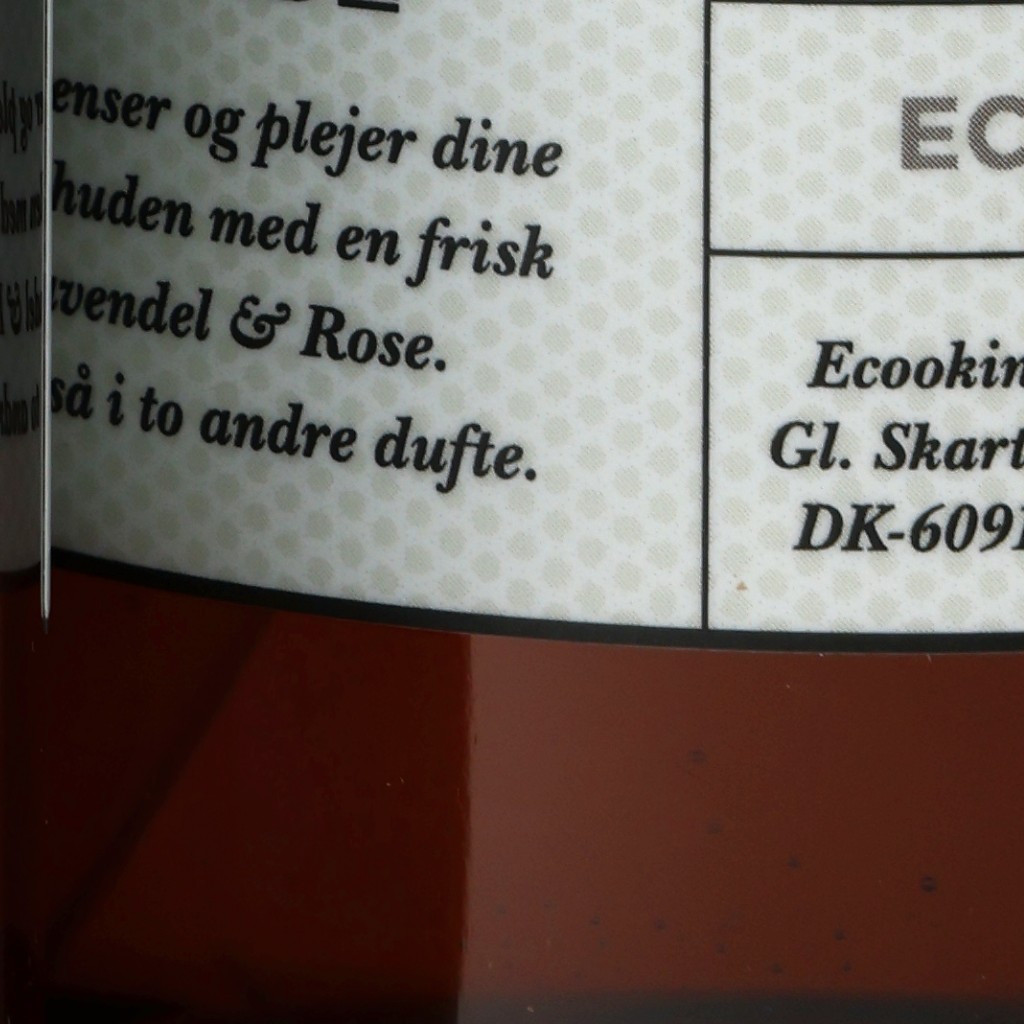 enser og plejer dine
huden med en frisk
vendel & Rose.
så i to andre dufte.
EC
Ecookin
Gl. Skart
DK-609